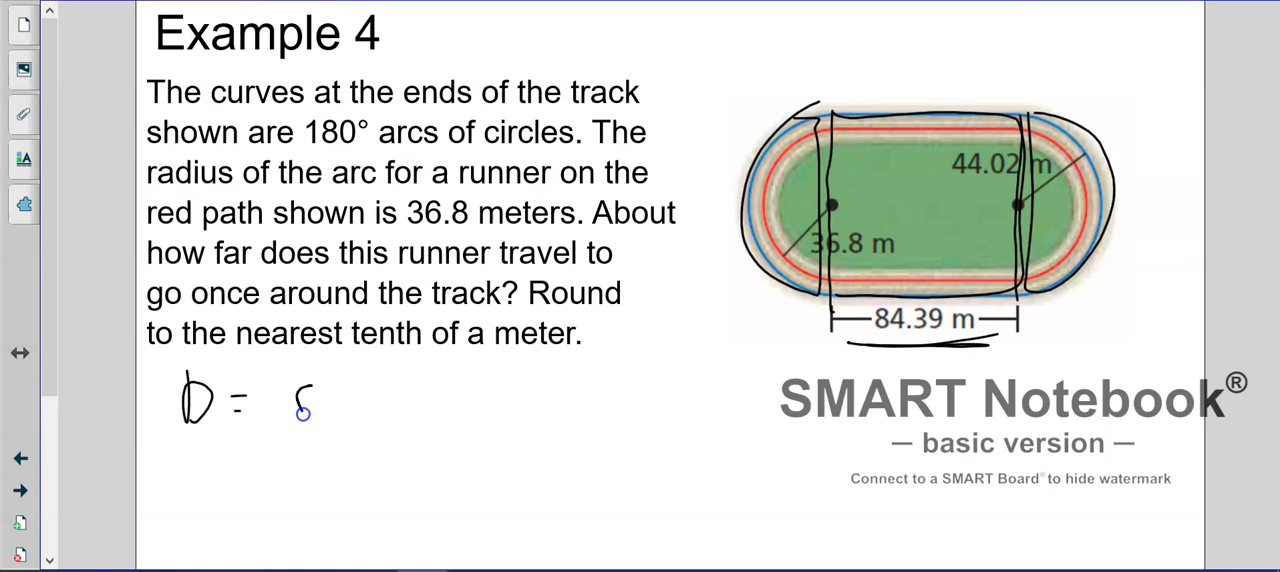 Example 4
The curves at the ends of the track
shown are 180° arcs of circles. The
radius of the arc for a runner on the
red path shown is 36.8 meters. About
how far does this runner travel to
go once around the track? Round
to the nearest tenth of a meter.
D =
44.02 m
36.8 m
84.39 m
SMART Notebook®
— basic version —
Connect to a SMART Board® to hide watermark